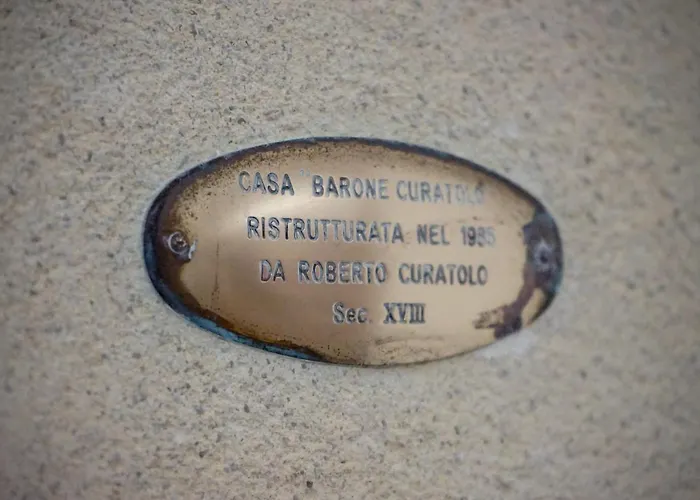 CASA "BARONE CURATOLO"
RISTRUTTURATA NEL 1985
DA ROBERTO CURATOLO
Sec. XVIII